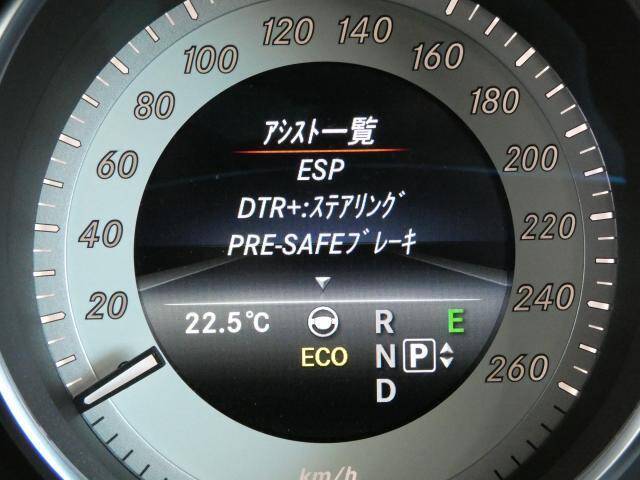 120 140
100 160
80 180
60 200
40 220
20 240
260
ｱｼｽﾄ一覧
ESP
DTR+:ｽﾃｱﾘﾝｸﾞ
PRE-SAFEﾌﾞﾚｰｷ
22.5℃ R E
ECO N P
D
km/h